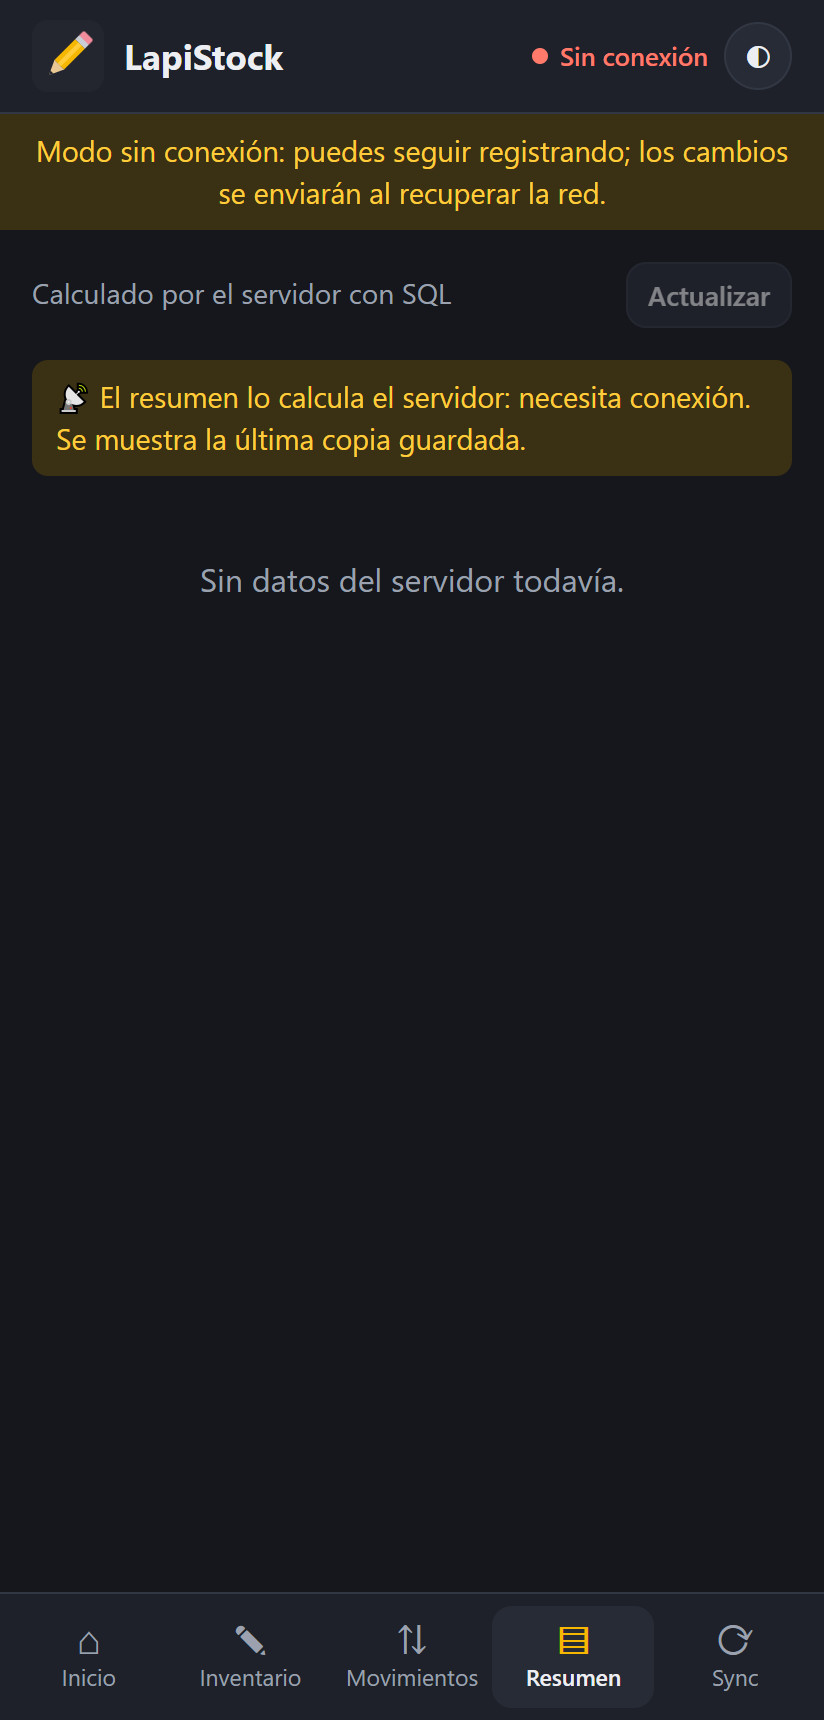 LapiStock
Sin conexión
Modo sin conexión: puedes seguir registrando; los cambios
se enviarán al recuperar la red.
Calculado por el servidor con SQL
Actualizar
El resumen lo calcula el servidor: necesita conexión.
Se muestra la última copia guardada.
Sin datos del servidor todavía.
Inicio
Inventario
Movimientos
Resumen
Sync